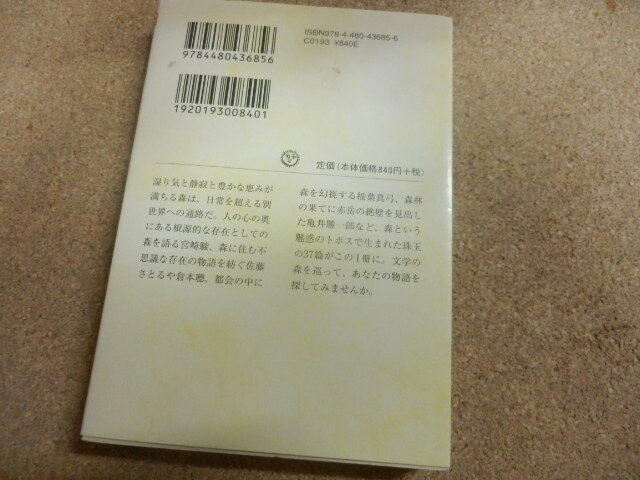 ISBN978-4-480-43685-6
C0193 ¥840E
9784480436856
1920193008401
定価(本体価格840円+税)
湿り気と静寂と豊かな恵みが
満ちる森は、日常を超える別
世界への通路だ。人の心の奥
にある根源的な存在としての
森を語る宮崎駿、森に住む不
思議な存在の物語を紡ぐ佐藤
さとるや倉本聰、都会の中に
森を幻視する稲葉真弓、森林
の果てに赤岳の絶壁を見出し
た亀井勝一郎など、森という
魅惑のトポスで生まれた珠玉
の37篇がこの1冊に。文学の
森を巡って、あなたの物語を
探してみませんか。